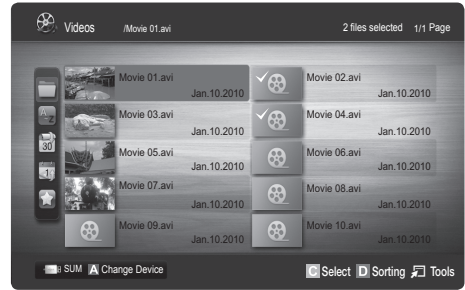 Videos /Movie 01.avi 2 files selected 1/1 Page
Movie 01.avi Movie 02.avi
Jan.10.2010 Jan.10.2010
Movie 03.avi Movie 04.avi
Jan.10.2010 Jan.10.2010
Movie 05.avi Movie 06.avi
Jan.10.2010 Jan.10.2010
Movie 07.avi Movie 08.avi
Jan.10.2010 Jan.10.2010
Movie 09.avi Movie 10.avi
Jan.10.2010 Jan.10.2010
A Z
30
1
SUM A Change Device C Select D Sorting Tools